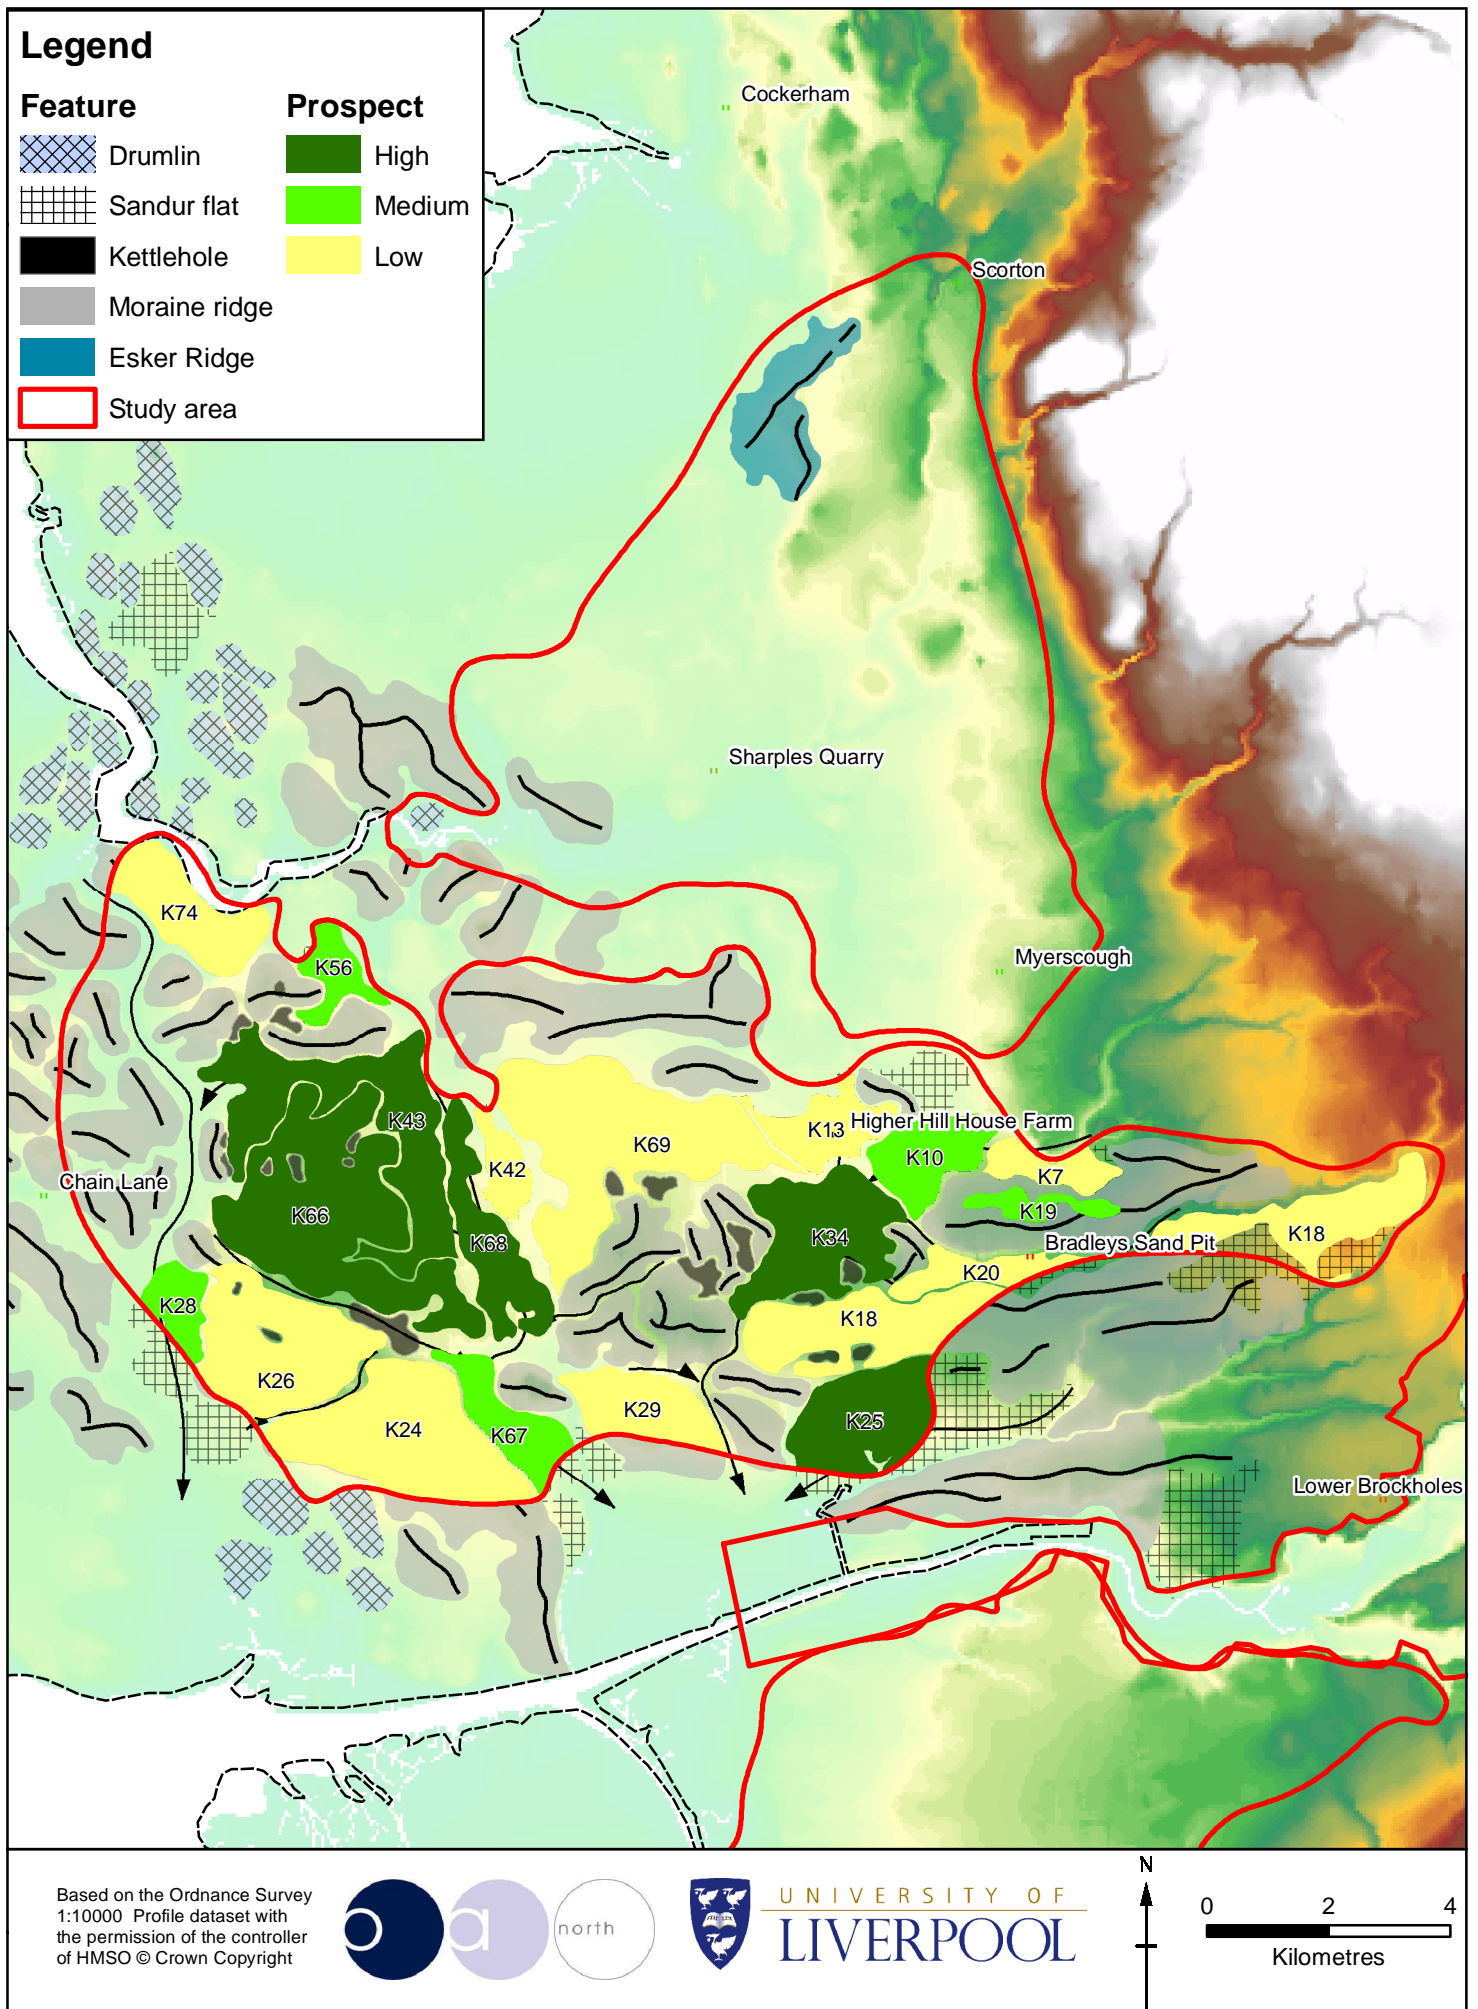 Legend
Feature
Prospect
Drumlin
High
Sandur flat
Medium
Kettlehole
Low
Moraine ridge
Esker Ridge
Study area
Cockerham
Scorton
Sharples Quarry
K74
K56
Myerscough
K43
K69
K13
Higher Hill House Farm
K10
K42
K7
Chain Lane
K66
K19
K68
K34
Bradleys Sand Pit
K18
K20
K28
K18
K26
K24
K29
K25
K67
Lower Brockholes
Based on the Ordnance Survey
1:10000 Profile dataset with
the permission of the controller
of HMSO © Crown Copyright
o a north
UNIVERSITY OF
LIVERPOOL
N
0 2 4
Kilometres